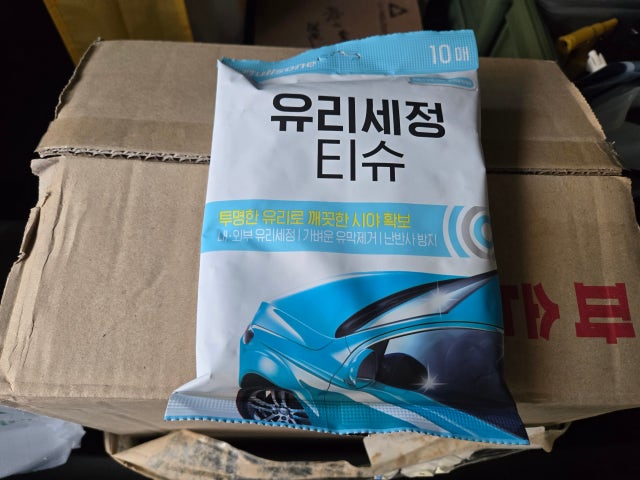 Bullsone
10매
유리세정
티슈
투명한 유리로 깨끗한 시야 확보
내·외부 유리세정 | 가벼운 유막제거 | 난반사 방지
파손